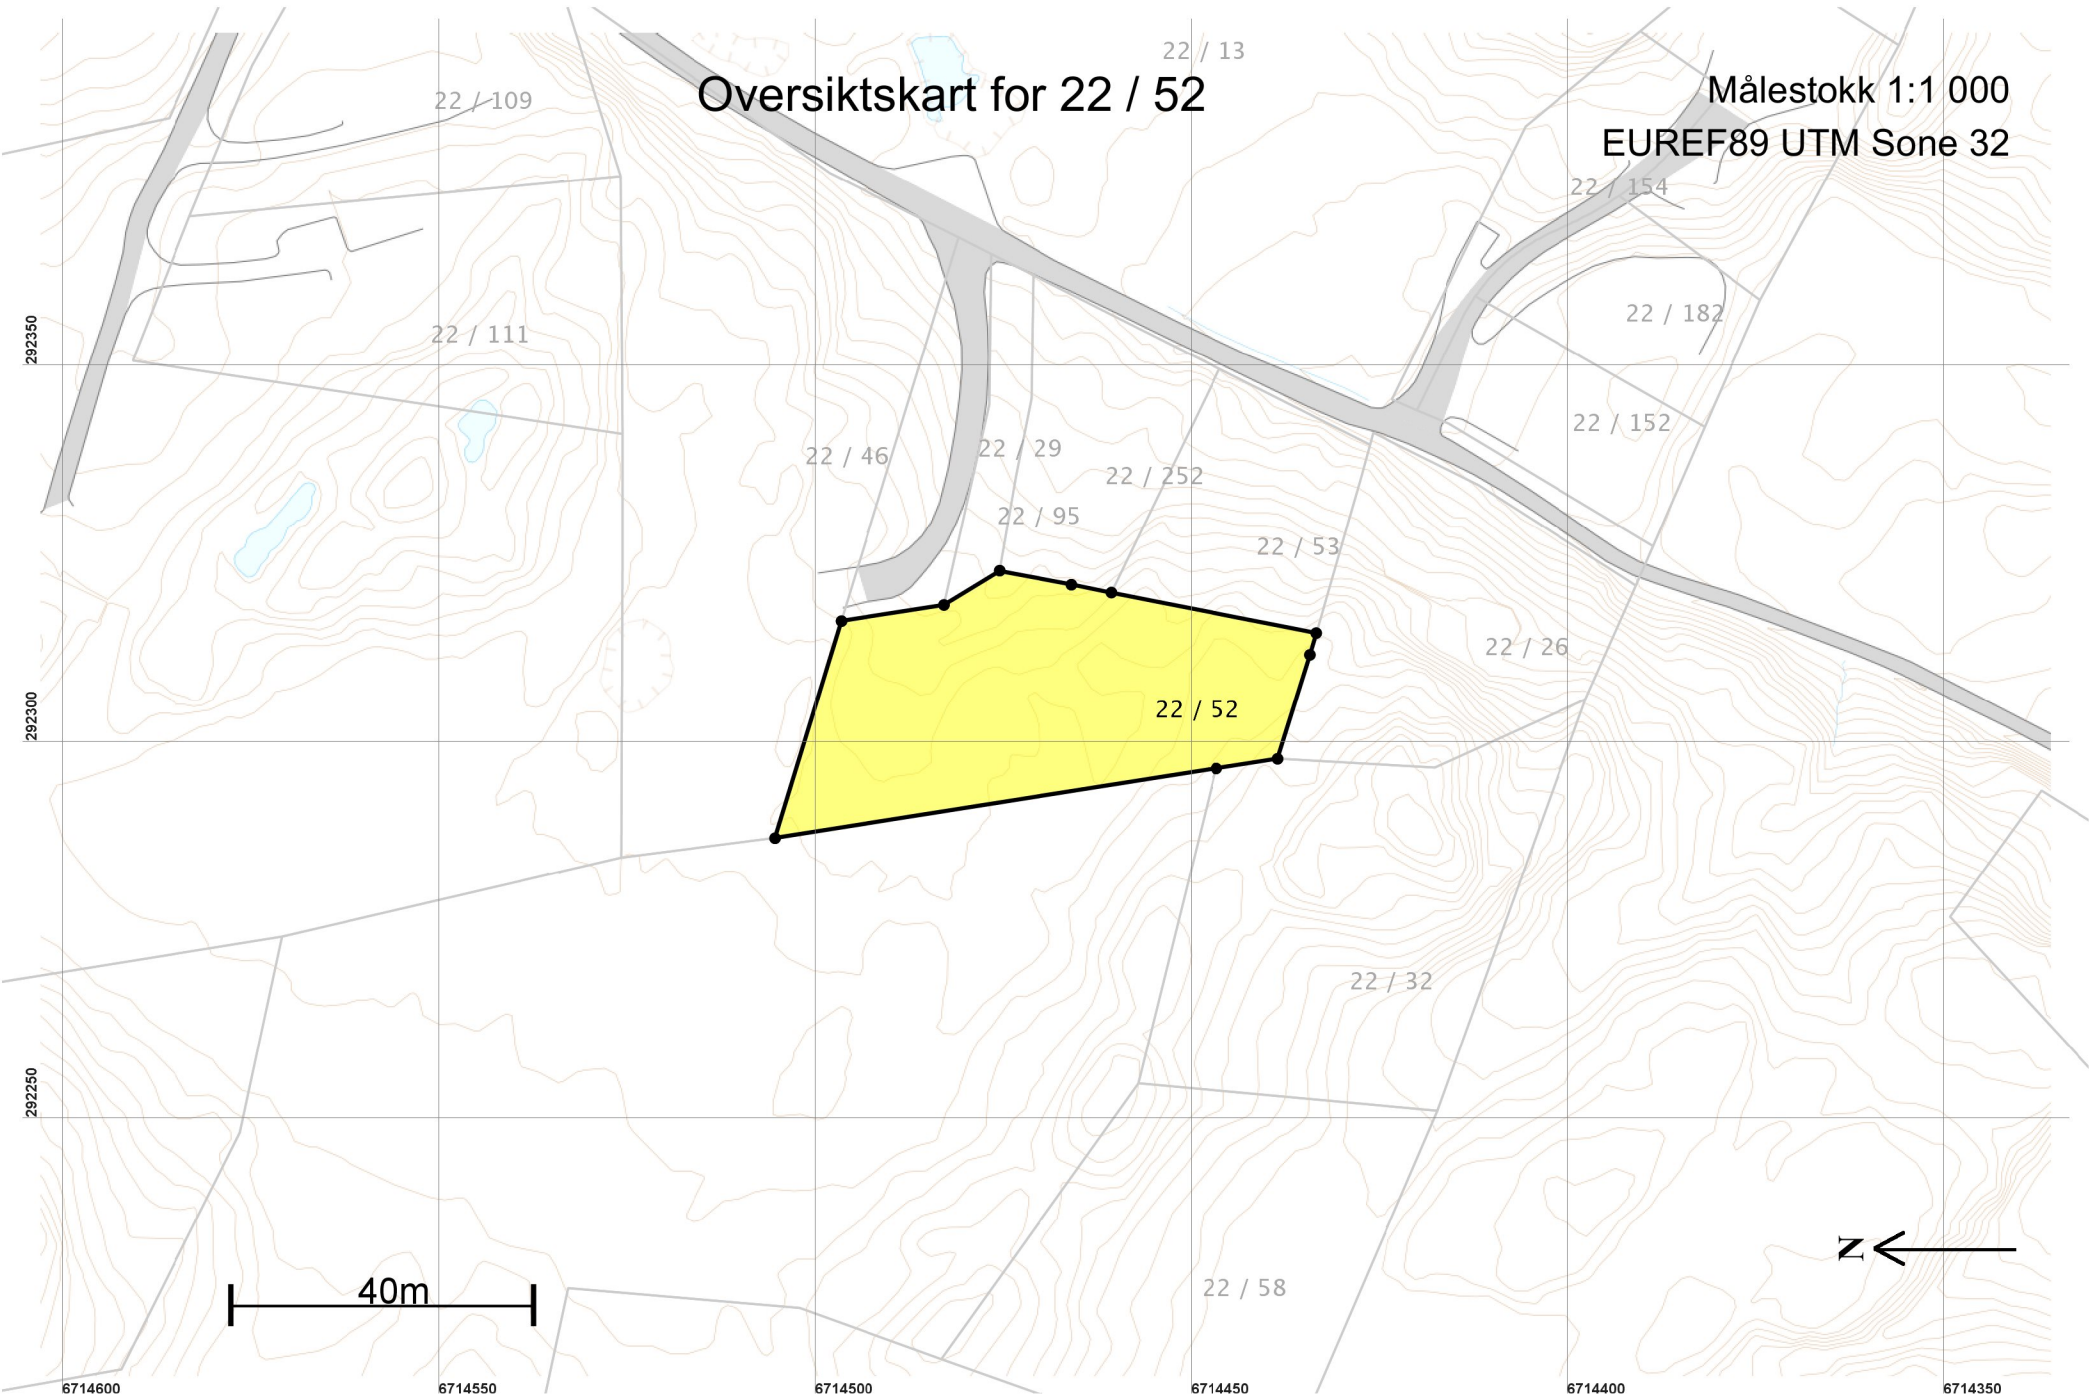 22 / 13
Oversiktskart for 22 / 52
Målestokk 1:1 000
EUREF89 UTM Sone 32
22 / 109
22 / 154
22 / 111
22 / 182
292350
22 / 152
22 / 46
22 / 29
22 / 252
22 / 95
22 / 53
22 / 26
292300
22 / 52
22 / 32
292250
N
22 / 58
40m
6714600
6714550
6714500
6714450
6714400
6714350